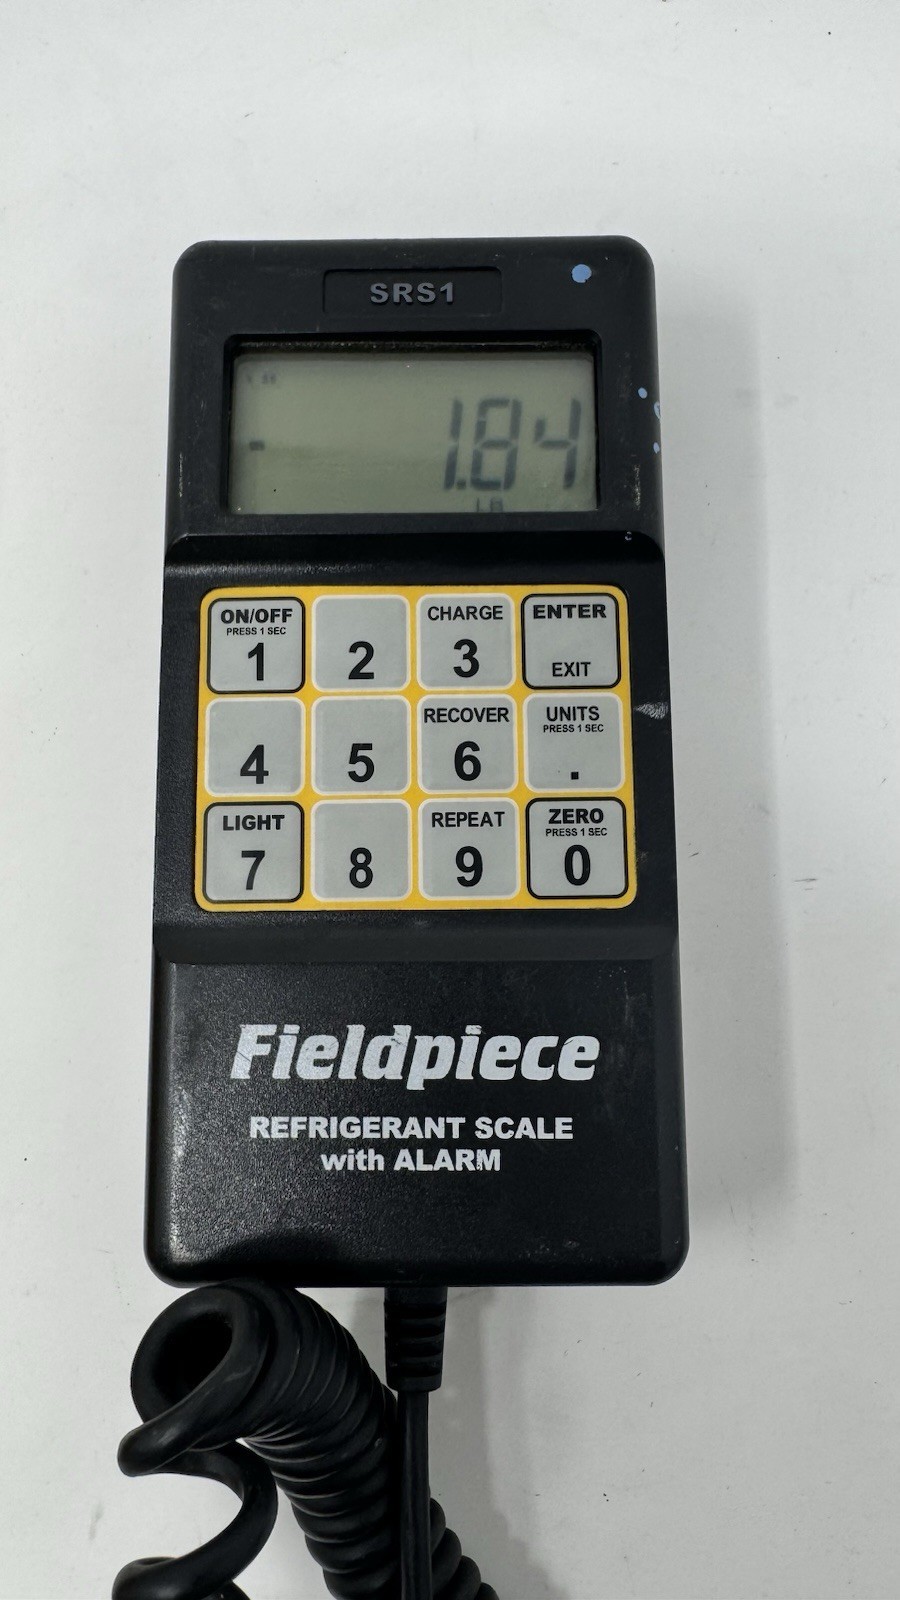 SRS1
1.84
LB
ON/OFF
PRESS 1 SEC
1
2
CHARGE
3
ENTER
EXIT
4
5
RECOVER
6
UNITS
PRESS 1 SEC
.
LIGHT
7
8
REPEAT
9
ZERO
PRESS 1 SEC
0
Fieldpiece
REFRIGERANT SCALE
with ALARM